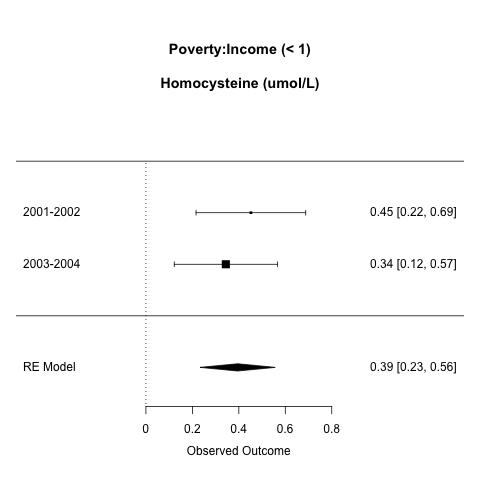 Poverty:Income (< 1)
Homocysteine (umol/L)
2001-2002 0.45 [0.22, 0.69]
2003-2004 0.34 [0.12, 0.57]
RE Model 0.39 [0.23, 0.56]
0 0.2 0.4 0.6 0.8
Observed Outcome